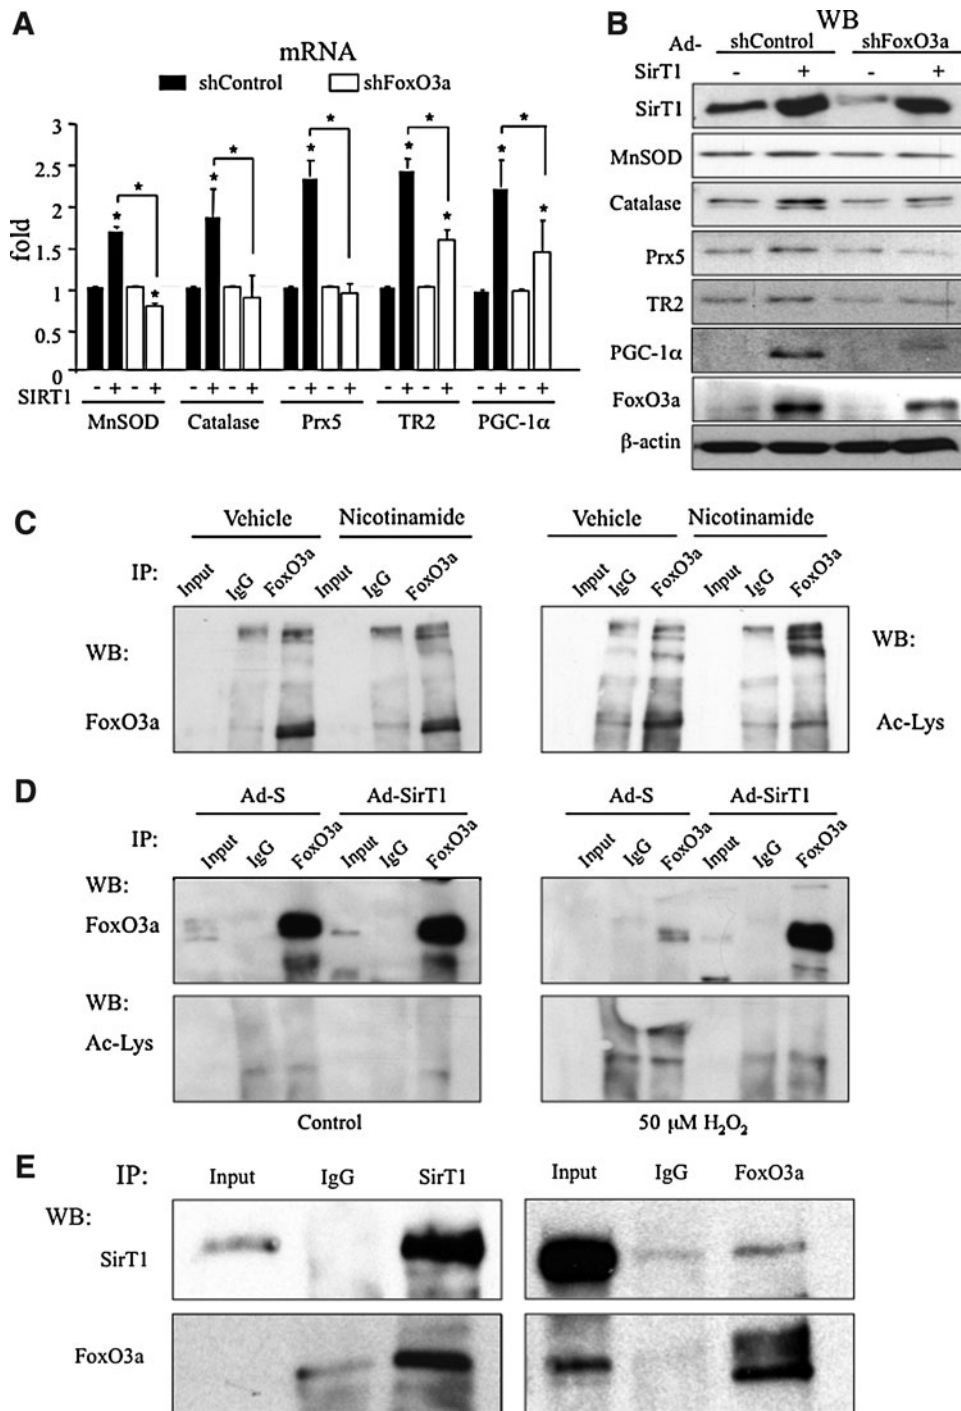 A
mRNA
shControl shFoxO3a
3
2.5
2
1.5
1
0.5
0
fold
* * * * * * * * * * * * *
SIRT1 - + - + - + - + - + - + - + - + - + - +
MnSOD Catalase Prx5 TR2 PGC-1α
B
WB
Ad- shControl shFoxO3a
SirT1 - + - +
SirT1
MnSOD
Catalase
Prx5
TR2
PGC-1α
FoxO3a
β-actin
C
Vehicle Nicotinamide Vehicle Nicotinamide
IP: Input IgG FoxO3a Input IgG FoxO3a Input IgG FoxO3a Input IgG FoxO3a
WB: WB:
FoxO3a Ac-Lys
D
Ad-S Ad-SirT1 Ad-S Ad-SirT1
IP: Input IgG FoxO3a Input IgG FoxO3a Input IgG FoxO3a Input IgG FoxO3a
WB:
FoxO3a
WB:
Ac-Lys
Control 50 μM H₂O₂
E
IP: Input IgG SirT1 Input IgG FoxO3a
WB:
SirT1
FoxO3a